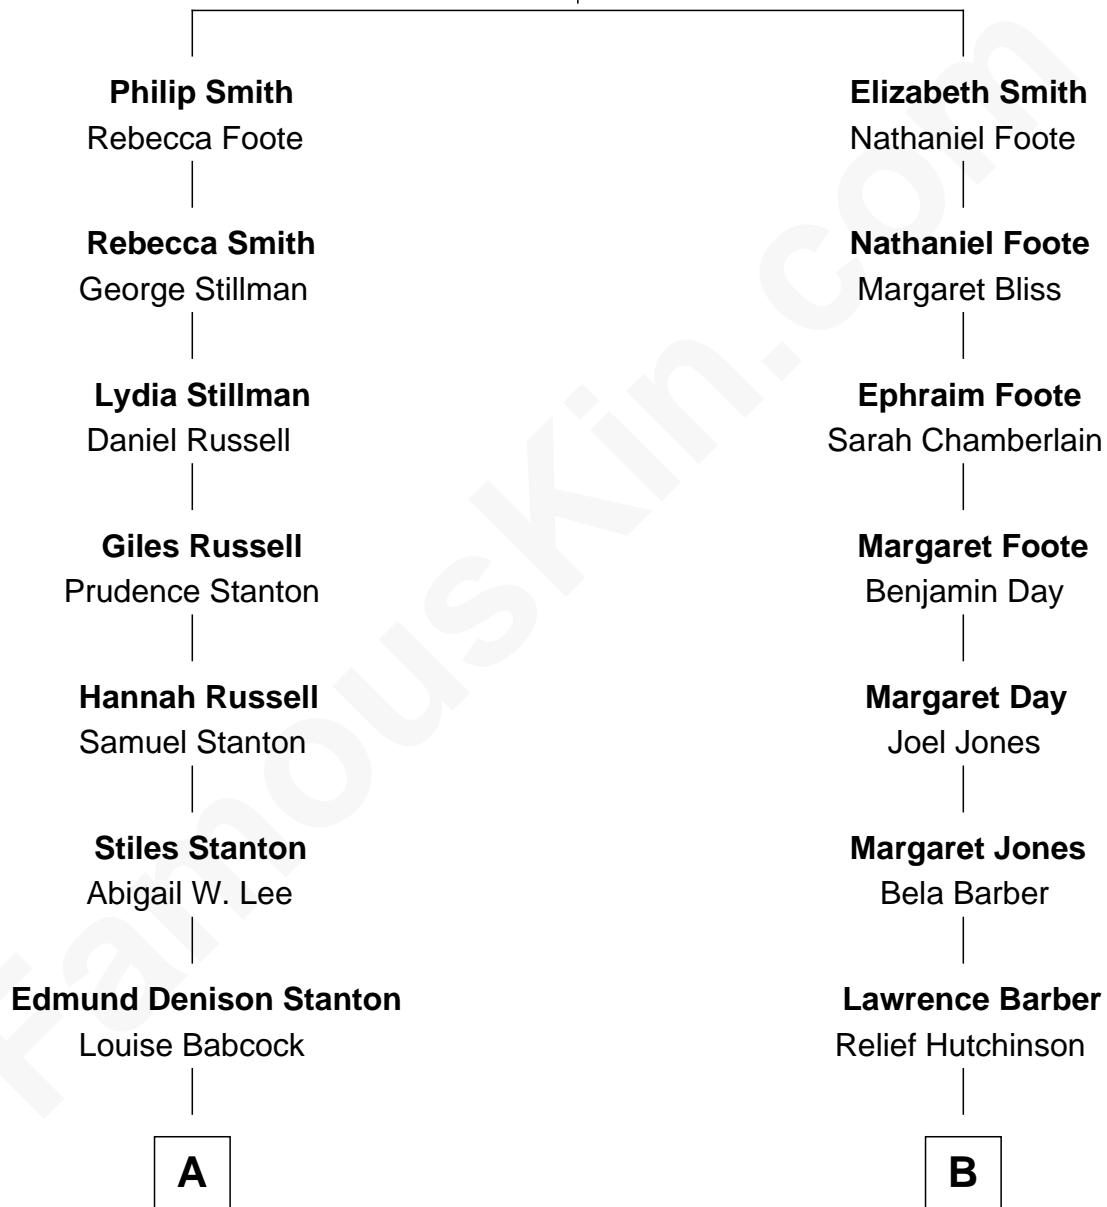 Philip Smith
Rebecca Foote
Rebecca Smith
George Stillman
Lydia Stillman
Daniel Russell
Giles Russell
Prudence Stanton
Hannah Russell
Samuel Stanton
Stiles Stanton
Abigail W. Lee
Edmund Denison Stanton
Louise Babcock
A
Elizabeth Smith
Nathaniel Foote
Nathaniel Foote
Margaret Bliss
Ephraim Foote
Sarah Chamberlain
Margaret Foote
Benjamin Day
Margaret Day
Joel Jones
Margaret Jones
Bela Barber
Lawrence Barber
Relief Hutchinson
B
FamousKin.com